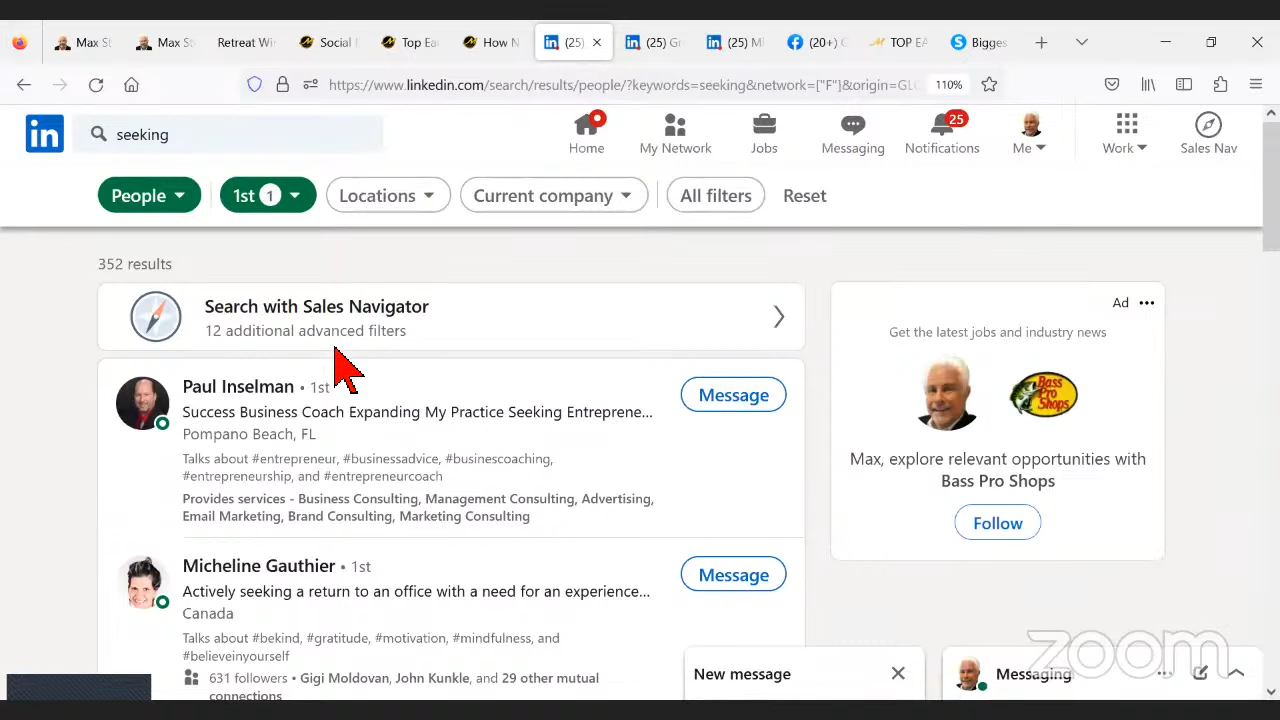 Max St
Max St
Retreat Wi
Social
Top Ea
How N
(25)
(25) G
(25) M
(20+)
TOP EA
Bigges
https://www.linkedin.com/search/results/people/?keywords=seeking&network=["F"]&origin=GLC
110%
in
seeking
Home
My Network
Jobs
Messaging
25
Notifications
Me
Work
Sales Nav
People
1st 1
Locations
Current company
All filters
Reset
352 results
Search with Sales Navigator
12 additional advanced filters
Paul Inselman • 1st
Message
Success Business Coach Expanding My Practice Seeking Entreprene...
Pompano Beach, FL
Talks about #entrepreneur, #businessadvice, #businescoaching,
#entrepreneurship, and #entrepreneurcoach
Provides services - Business Consulting, Management Consulting, Advertising,
Email Marketing, Brand Consulting, Marketing Consulting
Micheline Gauthier • 1st
Message
Actively seeking a return to an office with a need for an experience...
Canada
Talks about #bekind, #gratitude, #motivation, #mindfulness, and
#believeinyourself
631 followers • Gigi Moldovan, John Kunkle, and 29 other mutual
connections
Ad
Get the latest jobs and industry news
Bass Pro Shops
Max, explore relevant opportunities with
Bass Pro Shops
Follow
New message
Messaging
zoom